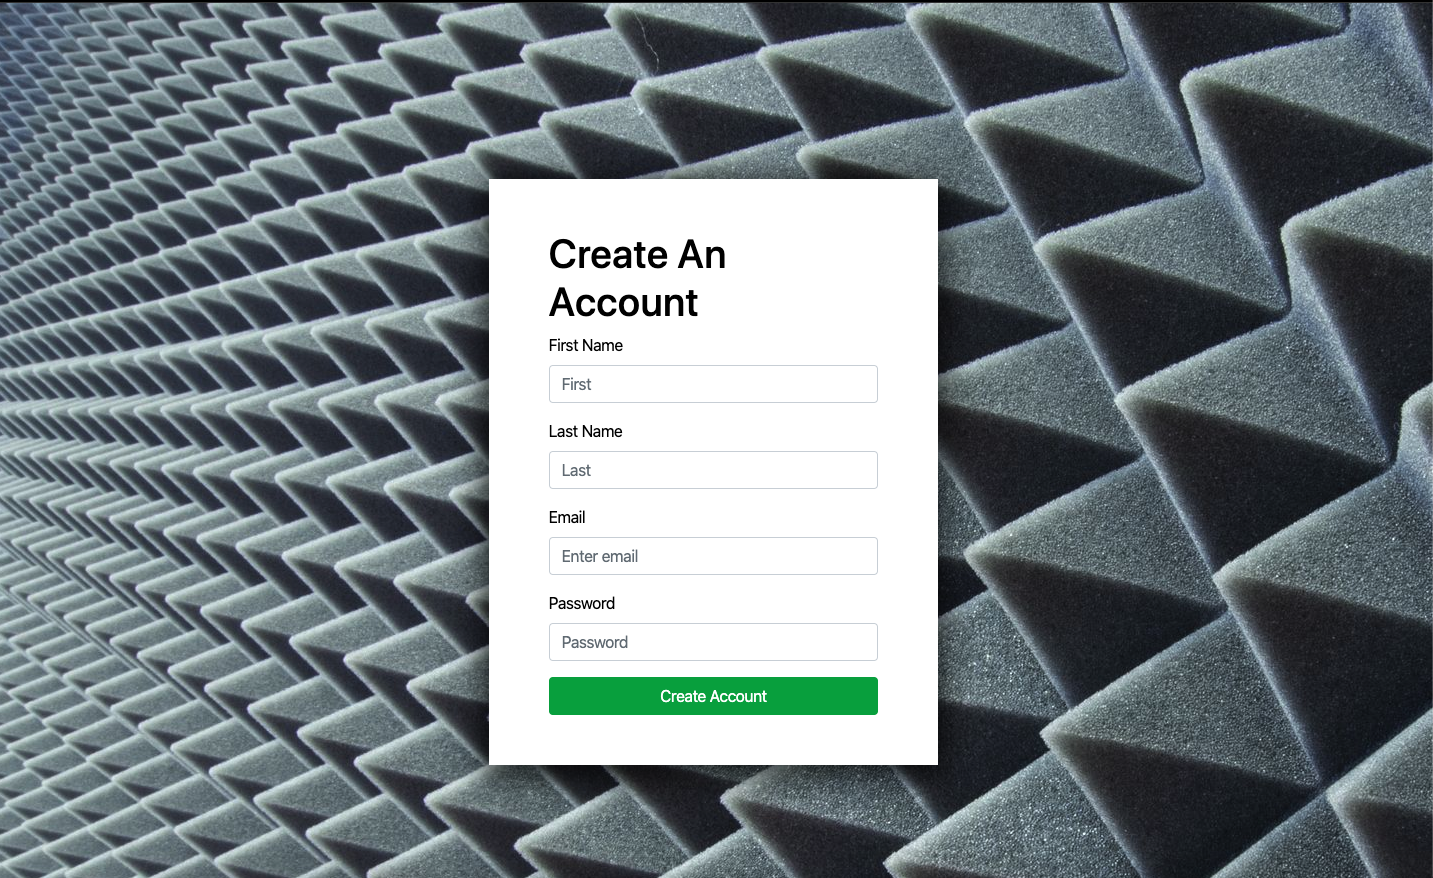 Create An
Account
First Name
First
Last Name
Last
Email
Enter email
Password
Password
Create Account